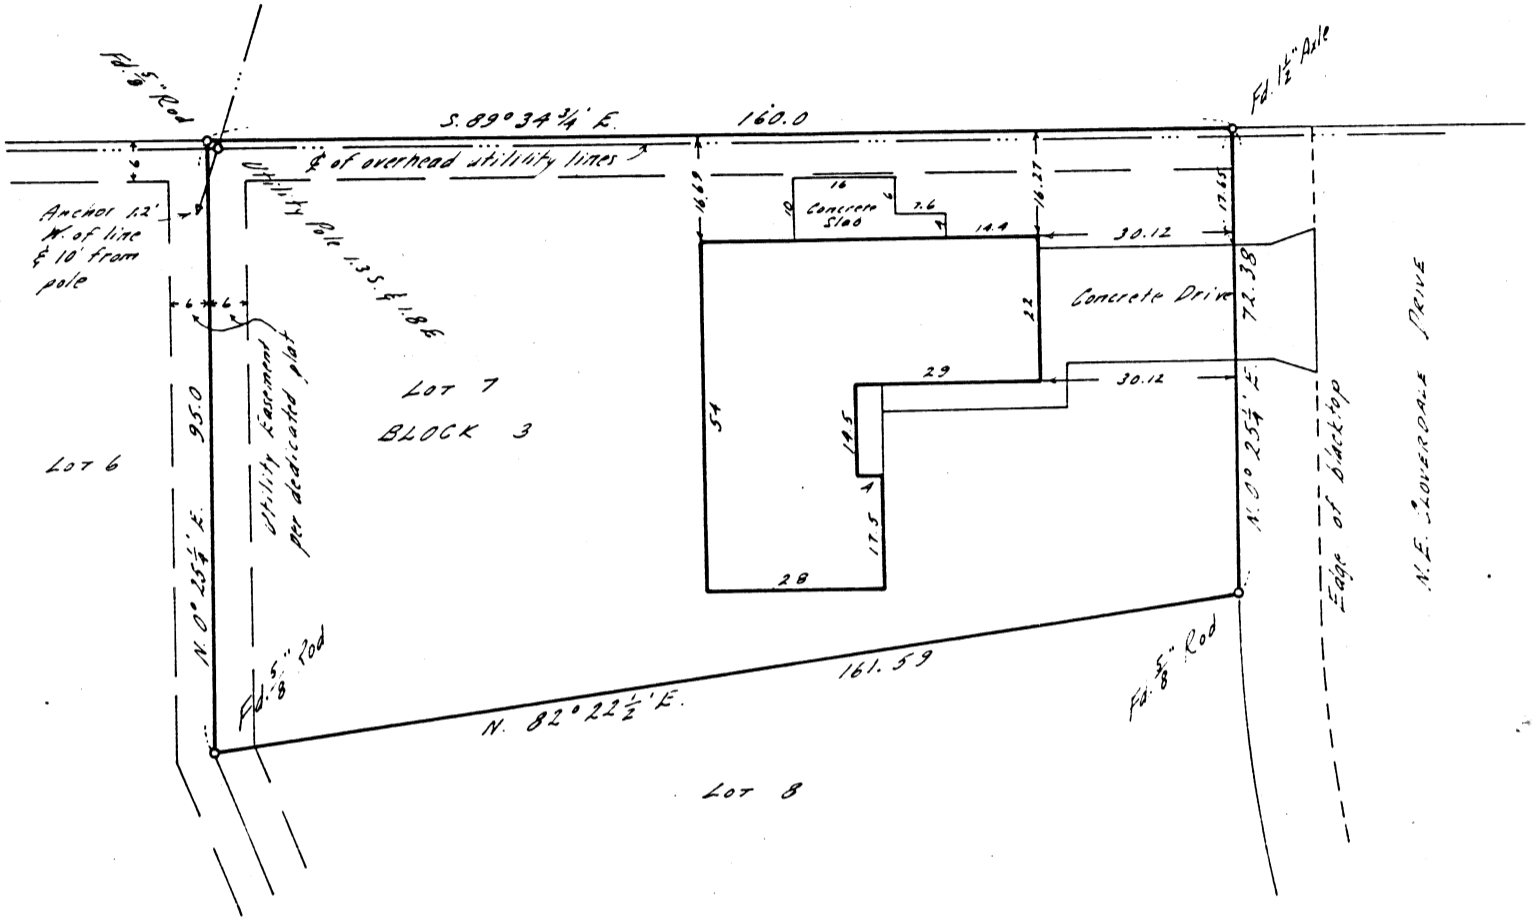 Fd. 5/8" Rod
Fd. 1 1/2" Axle
S. 89° 34 3/4' E. 160.0
℄ of overhead utilility lines
6
Anchor 1.2'
W. of line
& 10' from
pole
Utility Pole 1.3 S. & 1.8 E
16.69
16.27
17.65
16
10
6
7.6
4
Concrete
Slab
14.4
30.12
6 6
Utility Easement
per dedicated plat
LOT 7
BLOCK 3
LOT 6
N. 0° 25 1/4' E. 95.0
54
22
29
14.5
4
17.5
28
Concrete Drive
30.12
72.38
N. 0° 25 1/4' E.
Edge of blacktop
N.E. DRIVE
Fd. 5/8" Rod
Fd. 5/8" Rod
N. 82° 22 1/2' E. 161.59
LOT 8